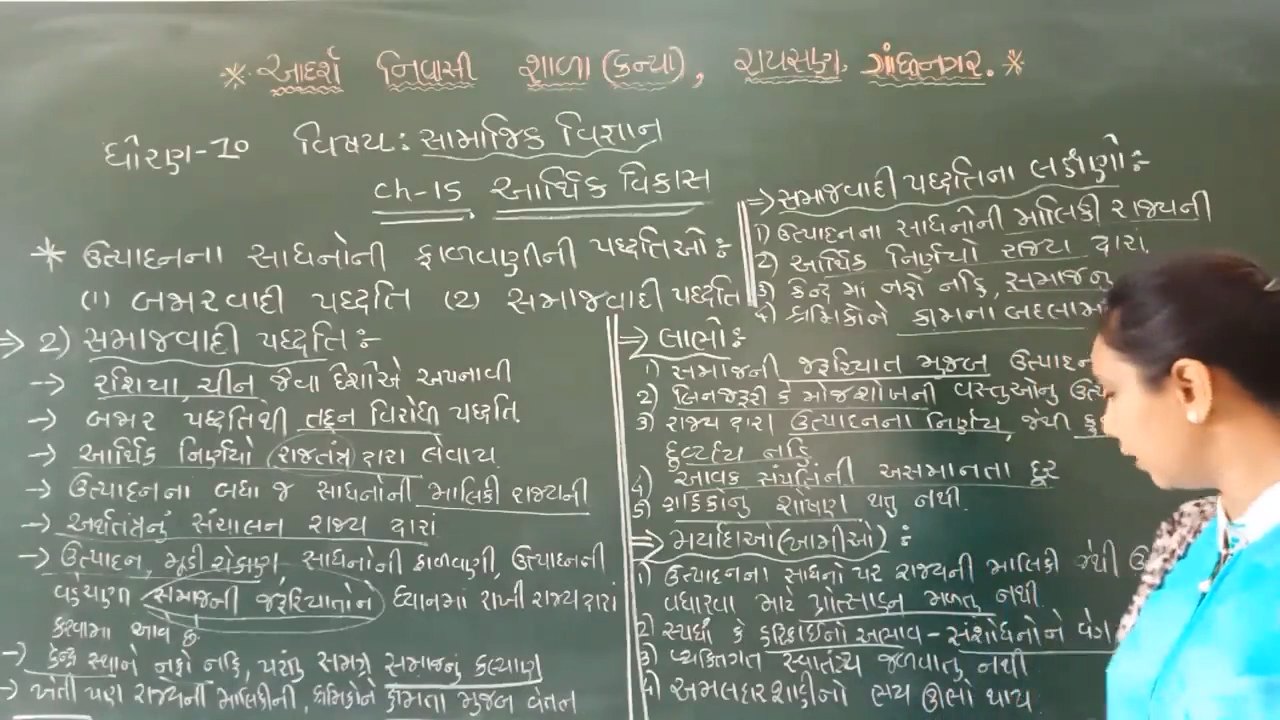 * આદર્શ નિવાસી શાળા (કન્યા), રાયસણ, ગાંધીનગર. *
ધોરણ-10 વિષય: સામાજિક વિજ્ઞાન
ch-15 આર્થિક વિકાસ
* ઉત્પાદનના સાધનોની ફાળવણીની પધ્ધતિઓ:-
(1) બજારવાદી પધ્ધતિ (2) સમાજવાદી પધ્ધતિ
⇒ 2) સમાજવાદી પધ્ધતિ:-
→ રશિયા, ચીન જેવા દેશોએ અપનાવી
→ બજાર પધ્ધતિથી તદ્દન વિરોધી પધ્ધતિ.
→ આર્થિક નિર્ણયો રાજતંત્ર દ્વારા લેવાય
→ ઉત્પાદનના બધા જ સાધનોની માલિકી રાજ્યની
→ અર્થતંત્રનું સંચાલન રાજ્ય દ્વારા
→ ઉત્પાદન, મૂડી રોકાણ, સાધનોની ફાળવણી, ઉત્પાદનની
વહેંચણી સમાજની જરૂરિયાતોને ધ્યાનમાં રાખી રાજ્ય દ્વારા
કરવામાં આવે છે
→ કેન્દ્ર સ્થાને નફો નહિ, પરંતુ સમગ્ર સમાજનું કલ્યાણ
→ ખેતી પણ રાજ્યની માલિકીની, શ્રમિકોને ક્ષમતા મુજબ વેતન
⇒ સમાજવાદી પધ્ધતિના લક્ષણો:-
1) ઉત્પાદનના સાધનોની માલિકી રાજ્યની
2) આર્થિક નિર્ણયો રાજ્ય દ્વારા.
3) કેન્દ્રમાં નફો નહિ, સમાજનુ
4) શ્રમિકોને કામના બદલામાં
⇒ લાભો:-
1) સમાજની જરૂરિયાત મુજબ ઉત્પાદન
2) બિનજરૂરી કે મોજશોખની વસ્તુઓનુ
3) રાજ્ય દ્વારા ઉત્પાદનના નિર્ણય, જેથી
દુર્વ્યય નહિ
4) આવક સંપત્તિની અસમાનતા દૂર
5) ગ્રાહકોનુ શોષણ થતુ નથી.
⇒ મર્યાદાઓ (ખામીઓ):
1) ઉત્પાદનના સાધનો પર રાજ્યની માલિકી જેથી
વધારવા માટે પ્રોત્સાહન મળતુ નથી.
2) સ્પર્ધા કે હરિફાઈનો અભાવ - સંશોધનોને વેગ
3) વ્યક્તિગત સ્વાતંત્ર્ય જળવાતુ નથી
4) અમલદારશાહીનો ભય ઊભો થાય